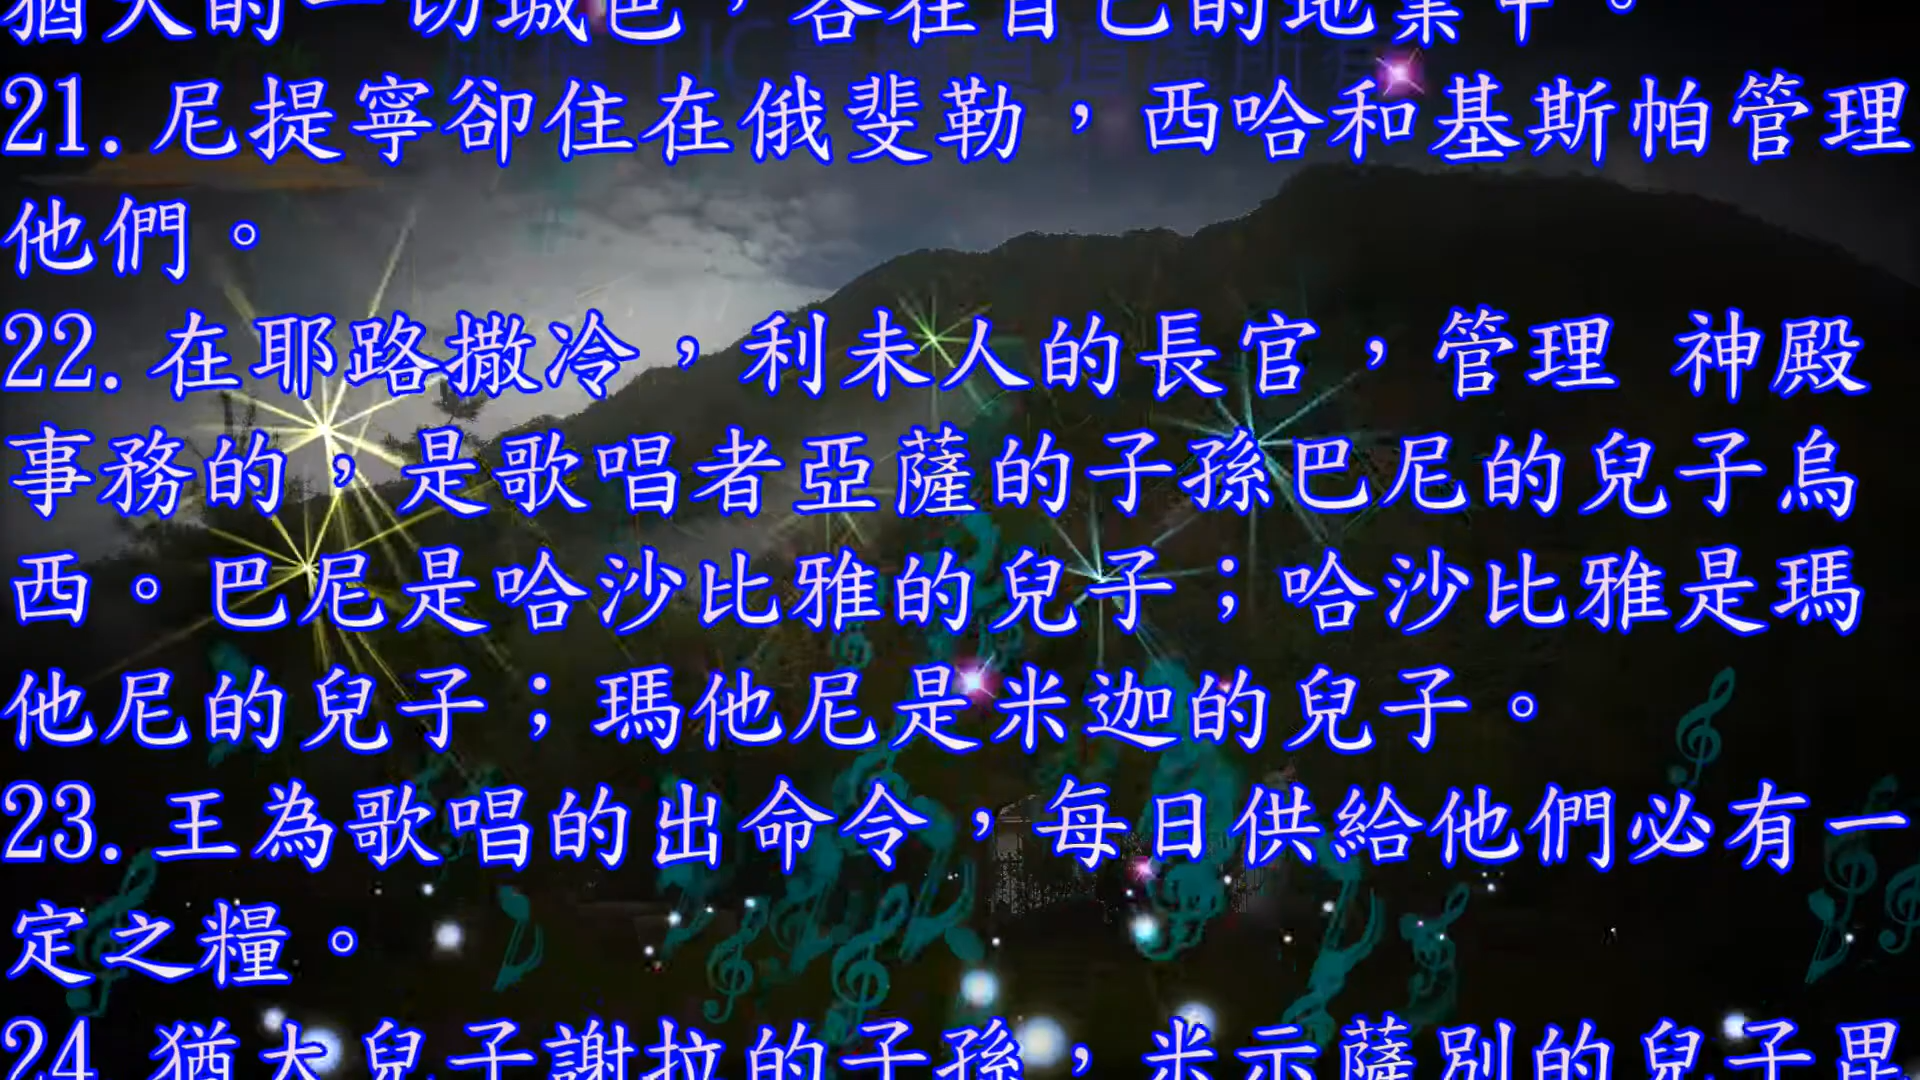 猶大的一切城邑，各在自己的地業中。
21.尼提寧卻住在俄斐勒，西哈和基斯帕管理
他們。
22.在耶路撒冷，利未人的長官，管理 神殿
事務的，是歌唱者亞薩的子孫巴尼的兒子烏
西。巴尼是哈沙比雅的兒子；哈沙比雅是瑪
他尼的兒子；瑪他尼是米迦的兒子。
23.王為歌唱的出命令，每日供給他們必有一
定之糧。
24.猶大兒子謝拉的子孫，米示薩別的兒子毘